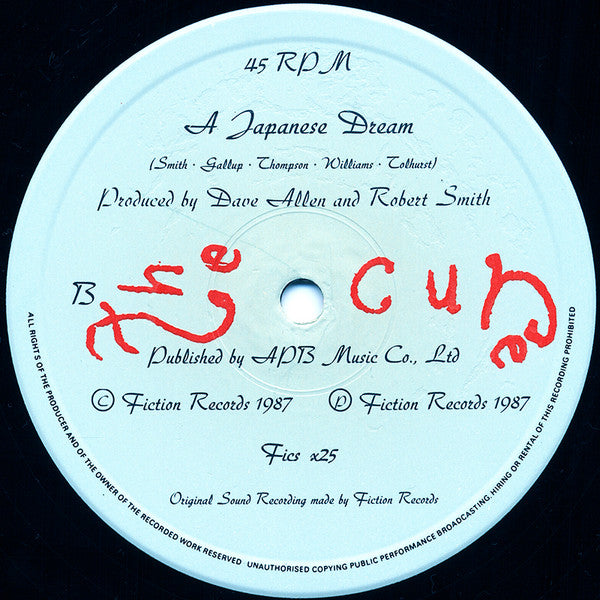 45 RPM
A Japanese Dream
(Smith · Gallup · Thompson · Williams · Tolhurst)
Produced by Dave Allen and Robert Smith
the cure
B
Published by APB Music Co., Ltd
© Fiction Records 1987 ℗ Fiction Records 1987
Fics x25
Original Sound Recording made by Fiction Records
ALL RIGHTS OF THE PRODUCER AND OF THE OWNER OF THE RECORDED WORK RESERVED UNAUTHORISED COPYING PUBLIC PERFORMANCE BROADCASTING. HIRING OR RENTAL OF THIS RECORDING PROHIBITED